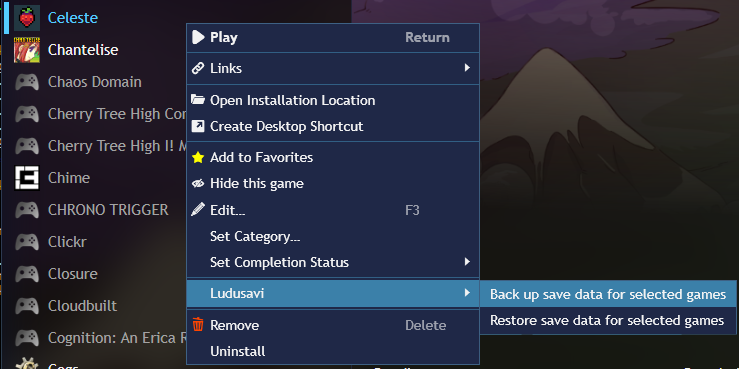 Celeste
Chantelise
Chaos Domain
Cherry Tree High Co
Cherry Tree High I! M
Chime
CHRONO TRIGGER
Clickr
Closure
Cloudbuilt
Cognition: An Erica R
Cogs
Play Return
Links
Open Installation Location
Create Desktop Shortcut
Add to Favorites
Hide this game
Edit... F3
Set Category...
Set Completion Status
Ludusavi
Remove Delete
Uninstall
Back up save data for selected games
Restore save data for selected games